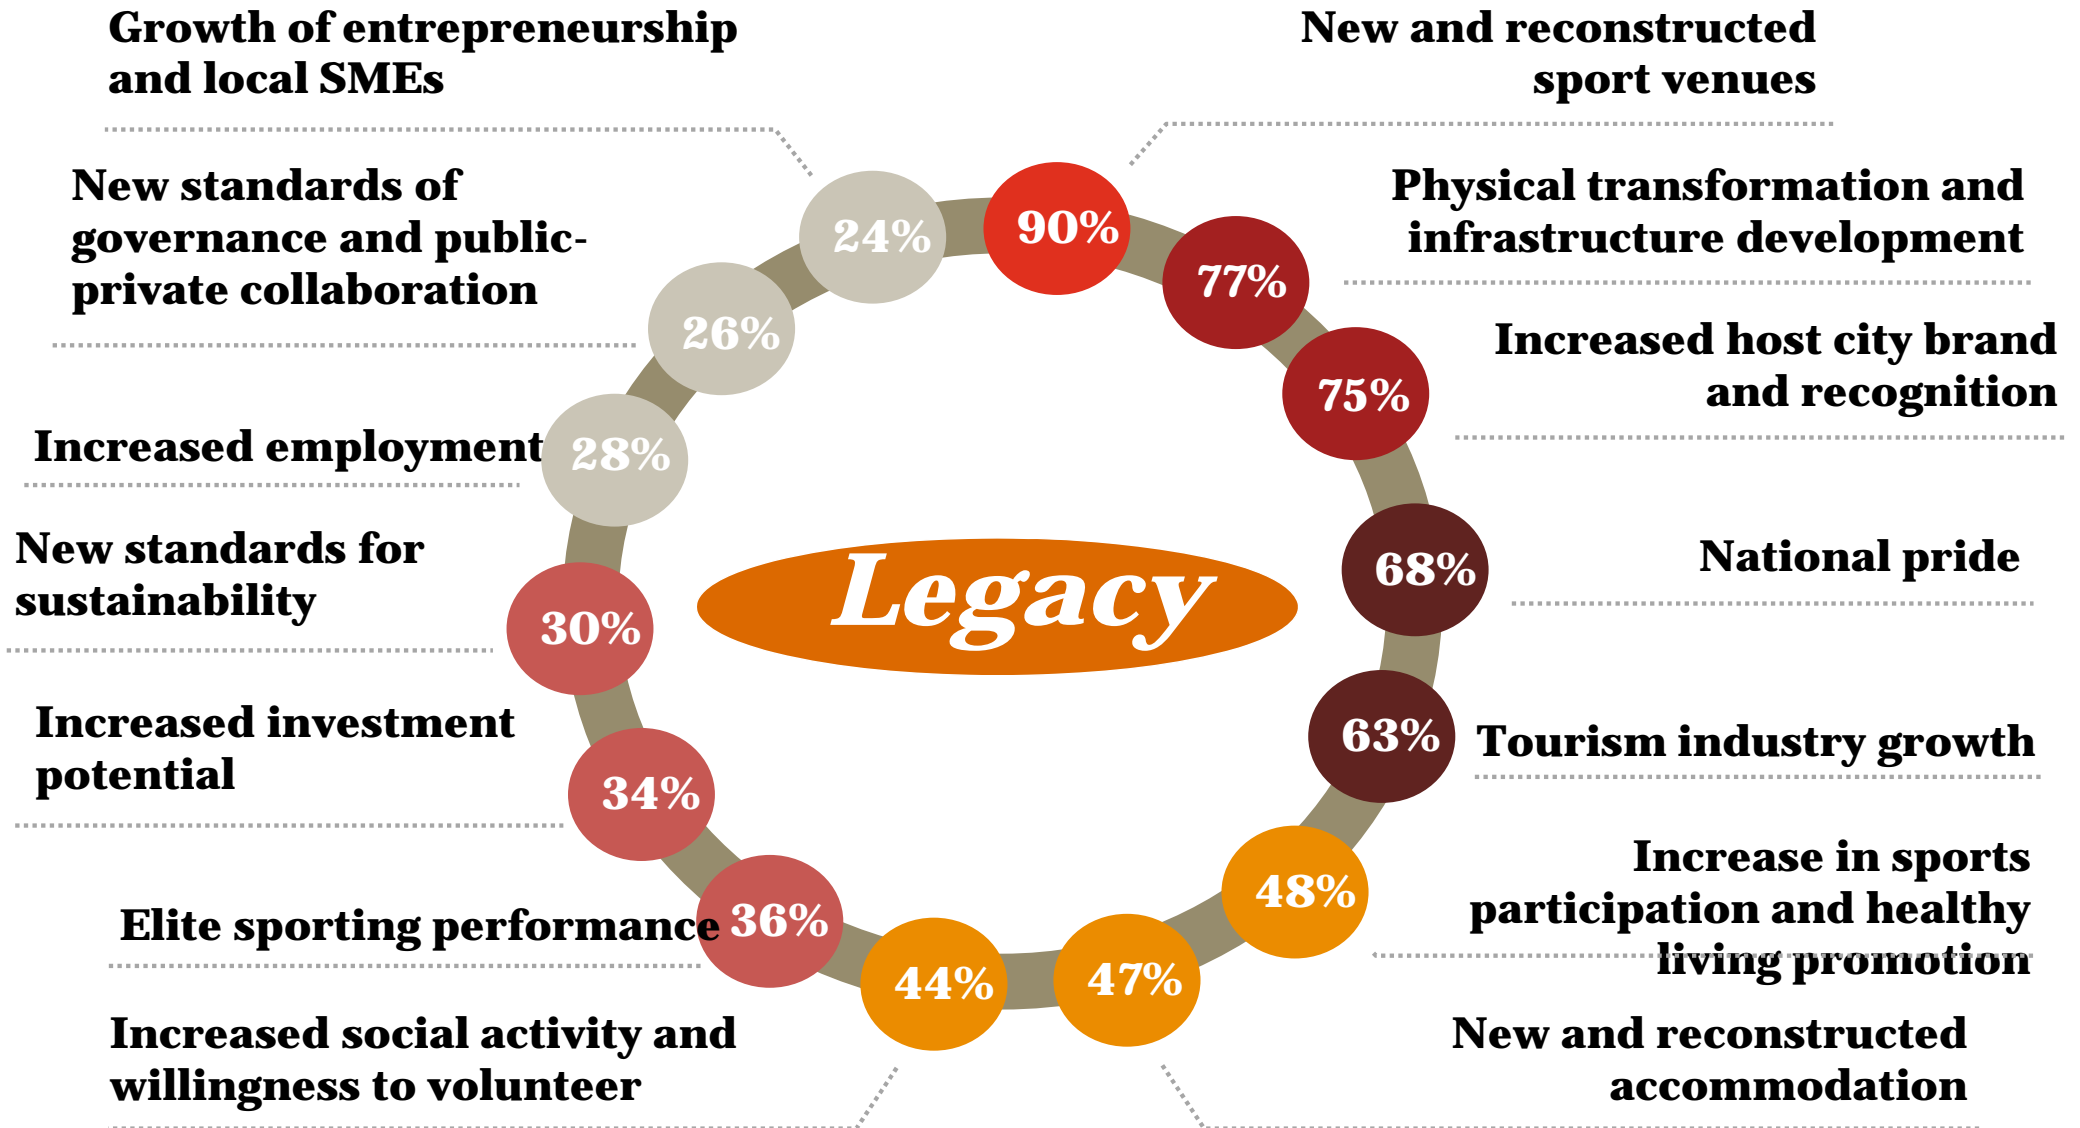 Growth of entrepreneurship
and local SMEs
24%
New and reconstructed
sport venues
90%
Physical transformation and
infrastructure development
77%
Increased host city brand
and recognition
75%
National pride
68%
Tourism industry growth
63%
Increase in sports
participation and healthy
living promotion
48%
New and reconstructed
accommodation
47%
Increased social activity and
willingness to volunteer
44%
Elite sporting performance
36%
Increased investment
potential
34%
New standards for
sustainability
30%
Increased employment
28%
New standards of
governance and public-
private collaboration
26%
Legacy